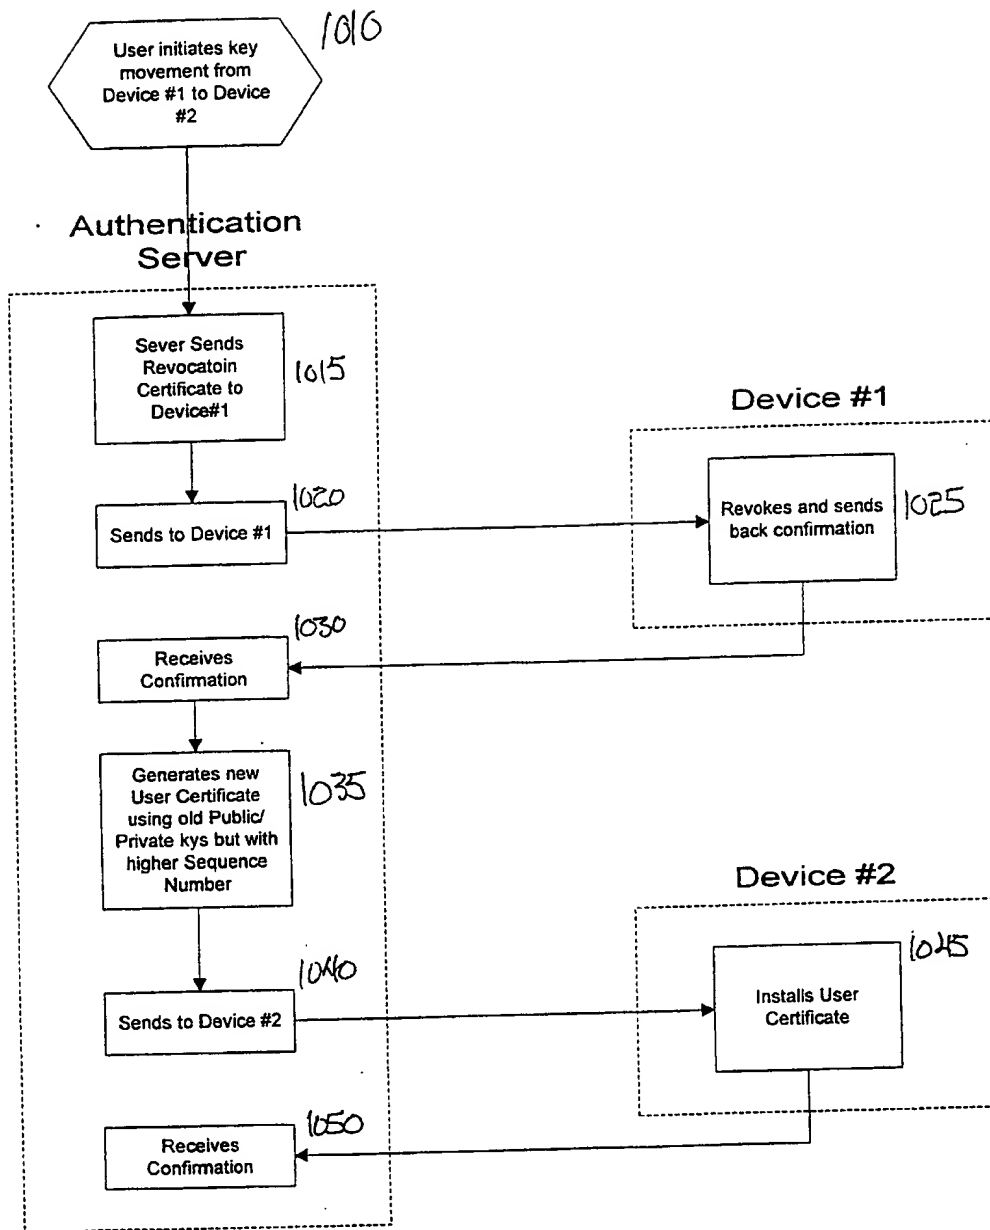 1010
User initiates key
movement from
Device #1 to Device
#2
Authentication
Server
Sever Sends
Revocatoin
Certificate to
Device#1
1015
Device #1
1020
Sends to Device #1
Revokes and sends
back confirmation
1025
1030
Receives
Confirmation
Generates new
User Certificate
using old Public/
Private kys but with
higher Sequence
Number
1035
Device #2
1040
Sends to Device #2
Installs User
Certificate
1045
1050
Receives
Confirmation